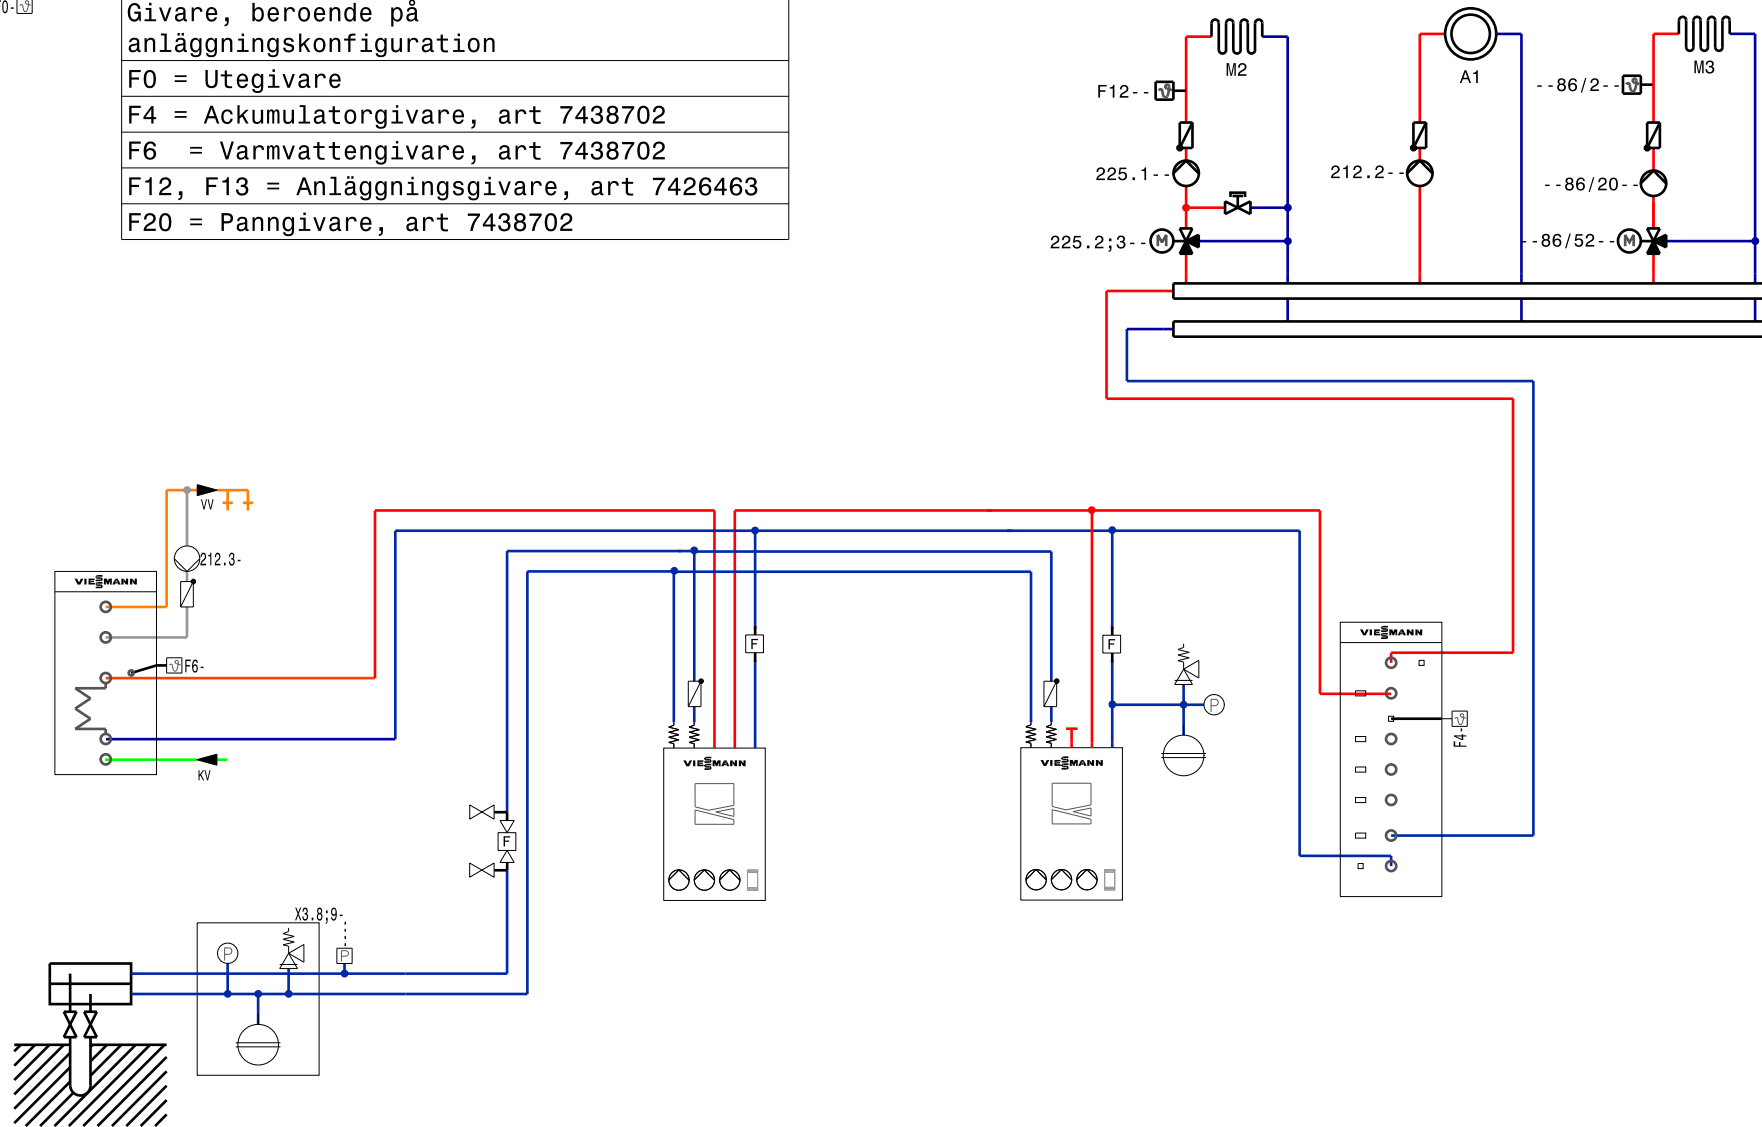 Givare, beroende på
anläggningskonfiguration
F0 = Utegivare
F4 = Ackumulatorgivare, art 7438702
F6 = Varmvattengivare, art 7438702
F12, F13 = Anläggningsgivare, art 7426463
F20 = Panngivare, art 7438702
M2
A1
M3
F12--
--86/2--
225.1--
212.2--
--86/20--
225.2;3--
M
--86/52--
M
VV
212.3-
VIESMANN
F6-
KV
F
F
VIESMANN
P
F4-
VIESMANN
VIESMANN
F
X3.8;9-
P
P